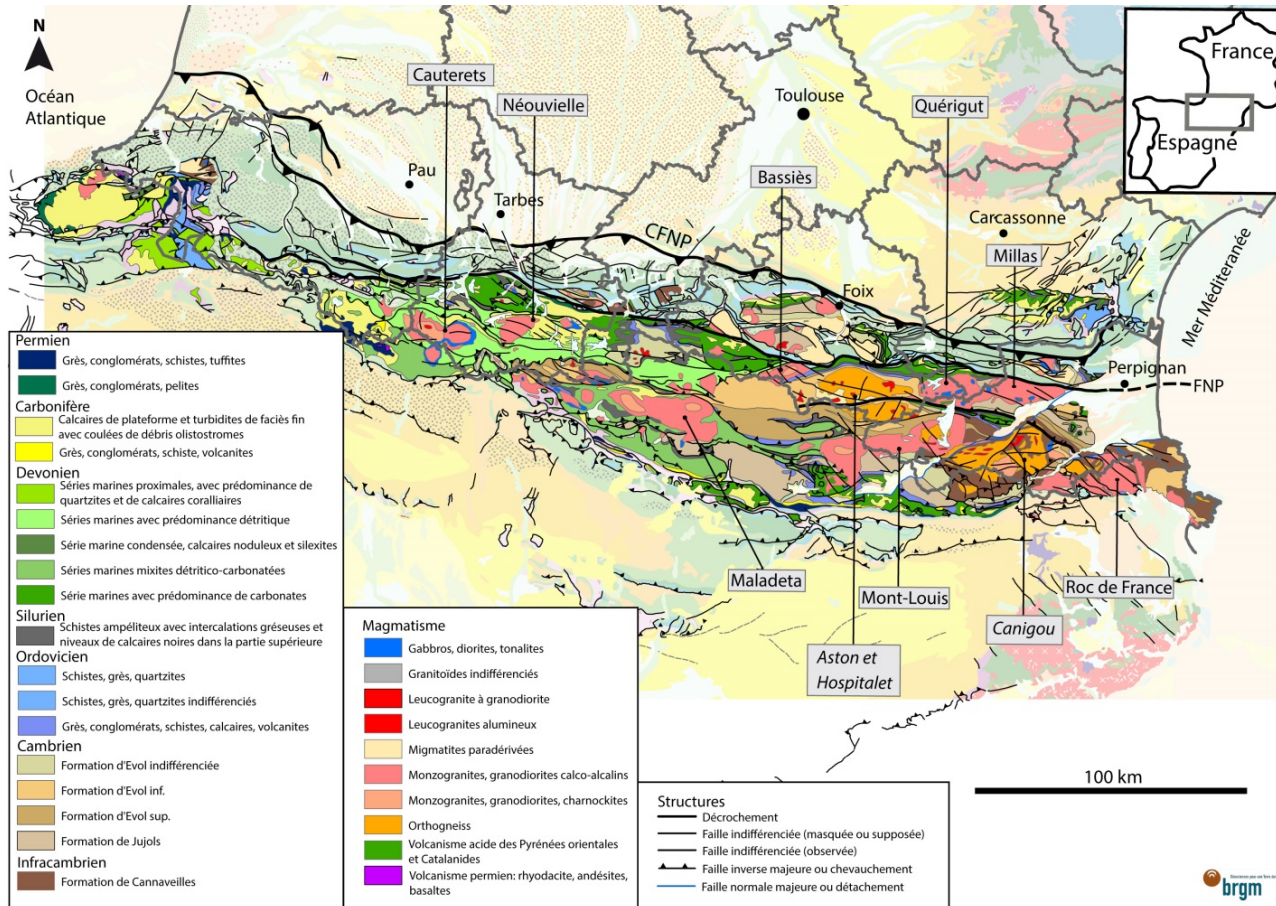 N
Océan
Atlantique
Cauterets
Néouvielle
Toulouse
Quérigut
France
Espagne
Pau
Tarbes
Bassiès
Carcassonne
Millas
CFNP
Foix
Mer Méditeranée
Perpignan
FNP
Maladeta
Mont-Louis
Roc de France
Aston et
Hospitalet
Canigou
100 km
Permien
Grès, conglomérats, schistes, tuffites
Grès, conglomérats, pelites
Carbonifère
Calcaires de plateforme et turbidites de faciès fin
avec coulées de débris olistostromes
Grès, conglomérats, schiste, volcanites
Devonien
Séries marines proximales, avec prédominance de
quartzites et de calcaires coralliaires
Séries marines avec prédominance détritique
Série marine condensée, calcaires noduleux et silexites
Séries marines mixites détritico-carbonatées
Série marines avec prédominance de carbonates
Silurien
Schistes ampéliteux avec intercalations gréseuses et
niveaux de calcaires noires dans la partie supérieure
Ordovicien
Schistes, grès, quartzites
Schistes, grès, quartzites indifférenciés
Grès, conglomérats, schistes, calcaires, volcanites
Cambrien
Formation d'Evol indifférenciée
Formation d'Evol inf.
Formation d'Evol sup.
Formation de Jujols
Infracambrien
Formation de Cannaveilles
Magmatisme
Gabbros, diorites, tonalites
Granitoïdes indifférenciés
Leucogranite à granodiorite
Leucogranites alumineux
Migmatites paradérivées
Monzogranites, granodiorites calco-alcalins
Monzogranites, granodiorites, charnockites
Orthogneiss
Volcanisme acide des Pyrénées orientales
et Catalanides
Volcanisme permien: rhyodacite, andésites,
basaltes
Structures
Décrochement
Faille indifférenciée (masquée ou supposée)
Faille indifférenciée (observée)
Faille inverse majeure ou chevauchement
Faille normale majeure ou détachement
brgm